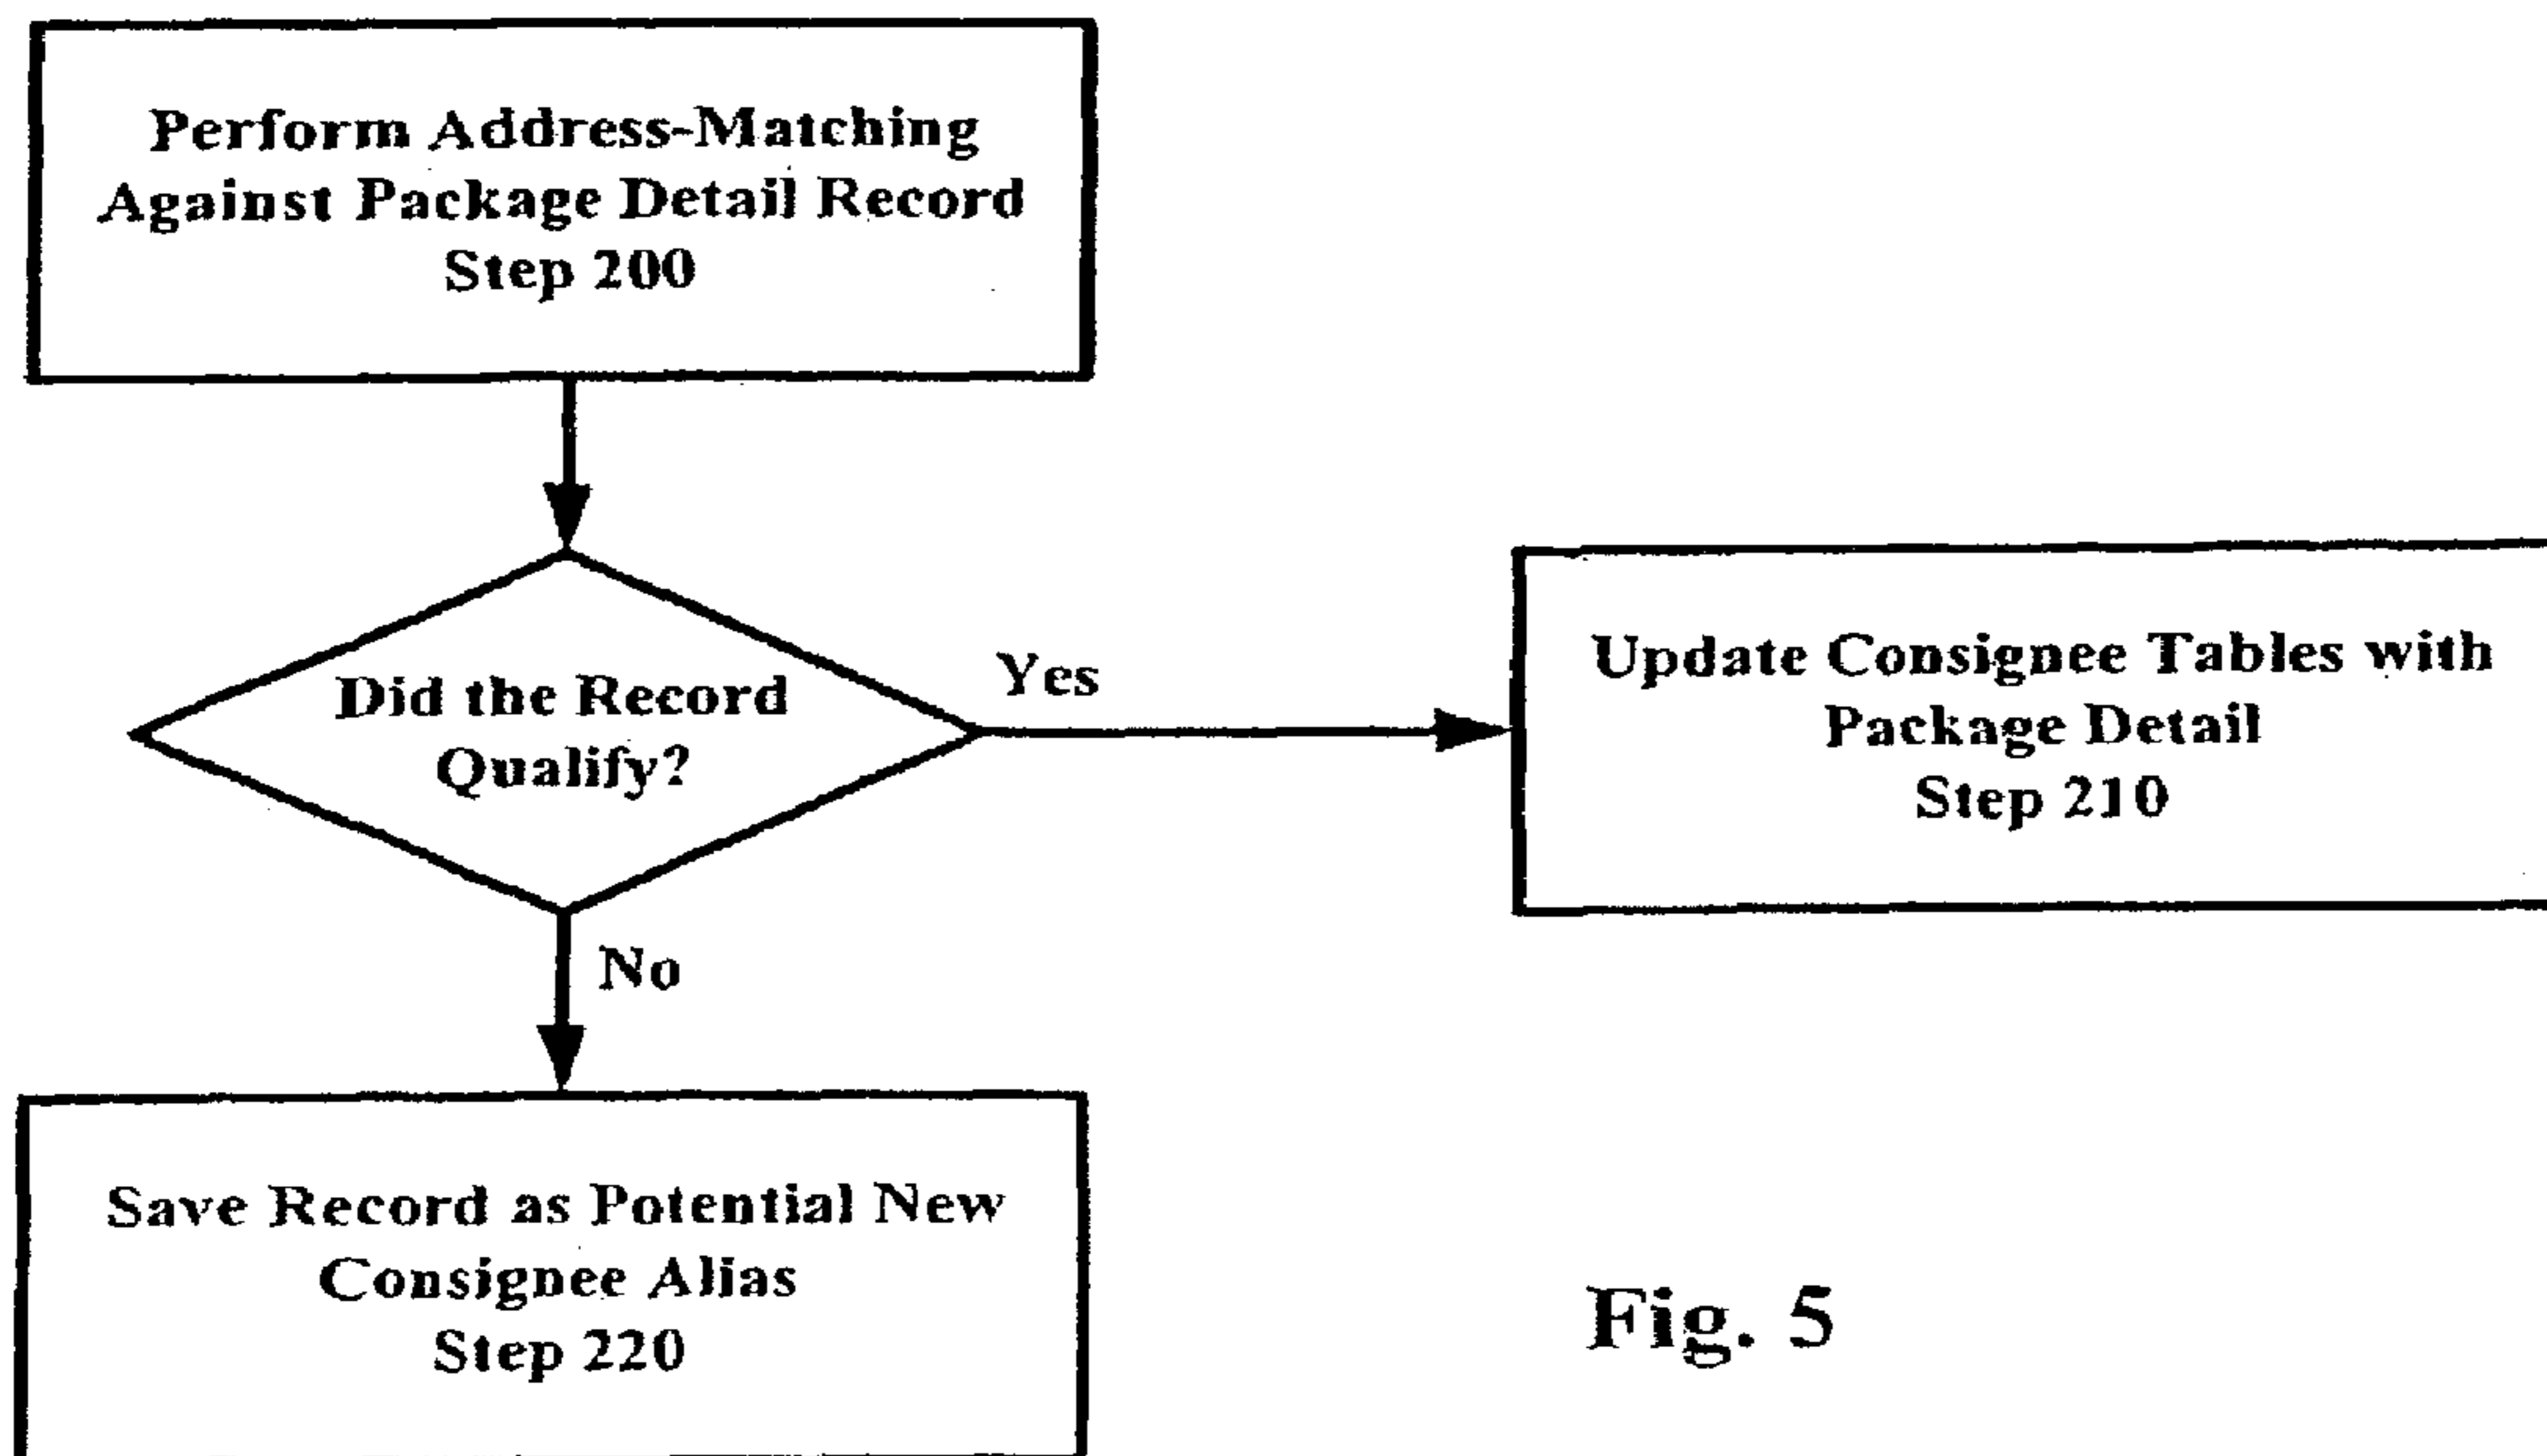 Perform Address-Matching
Against Package Detail Record
Step 200
Did the Record
Qualify?
Yes
Update Consignee Tables with
Package Detail
Step 210
No
Save Record as Potential New
Consignee Alias
Step 220
Fig. 5